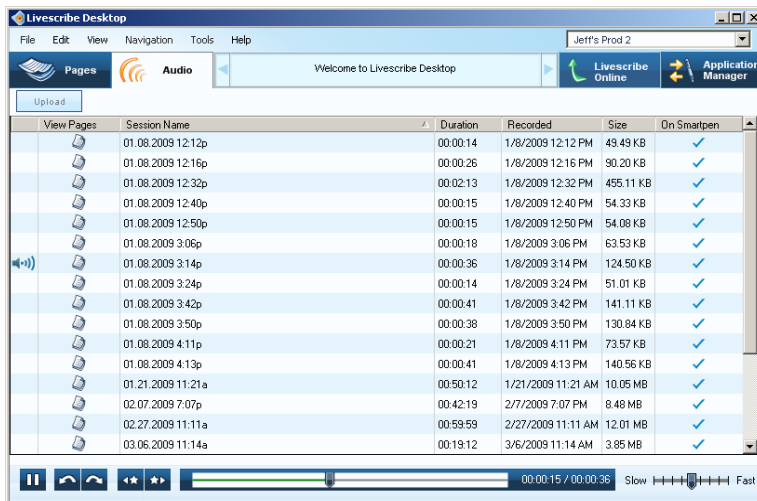 Livescribe Desktop
File Edit View Navigation Tools Help Jeff's Prod 2
Pages Audio Welcome to Livescribe Desktop Livescribe Online Application Manager
Upload
View Pages Session Name Duration Recorded Size On Smartpen
01.08.2009 12:12p 00:00:14 1/8/2009 12:12 PM 49.49 KB
01.08.2009 12:16p 00:00:26 1/8/2009 12:16 PM 90.20 KB
01.08.2009 12:32p 00:02:13 1/8/2009 12:32 PM 455.11 KB
01.08.2009 12:40p 00:00:15 1/8/2009 12:40 PM 54.33 KB
01.08.2009 12:50p 00:00:15 1/8/2009 12:50 PM 54.08 KB
01.08.2009 3:06p 00:00:18 1/8/2009 3:06 PM 63.53 KB
01.08.2009 3:14p 00:00:36 1/8/2009 3:14 PM 124.50 KB
01.08.2009 3:24p 00:00:14 1/8/2009 3:24 PM 51.01 KB
01.08.2009 3:42p 00:00:41 1/8/2009 3:42 PM 141.11 KB
01.08.2009 3:50p 00:00:38 1/8/2009 3:50 PM 130.84 KB
01.08.2009 4:11p 00:00:21 1/8/2009 4:11 PM 73.57 KB
01.08.2009 4:13p 00:00:41 1/8/2009 4:13 PM 140.56 KB
01.21.2009 11:21a 00:50:12 1/21/2009 11:21 AM 10.05 MB
02.07.2009 7:07p 00:42:19 2/7/2009 7:07 PM 8.48 MB
02.27.2009 11:11a 00:59:59 2/27/2009 11:11 AM 12.01 MB
03.06.2009 11:14a 00:19:12 3/6/2009 11:14 AM 3.85 MB
00:00:15 / 00:00:36 Slow Fast